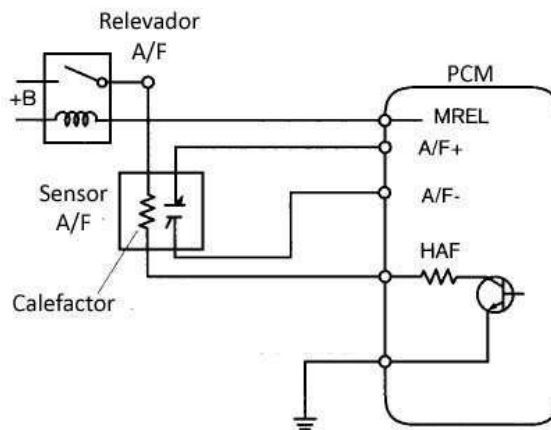 Relevador
A/F
PCM
+B
MREL
A/F+
Sensor
A/F
A/F-
HAF
Calefactor